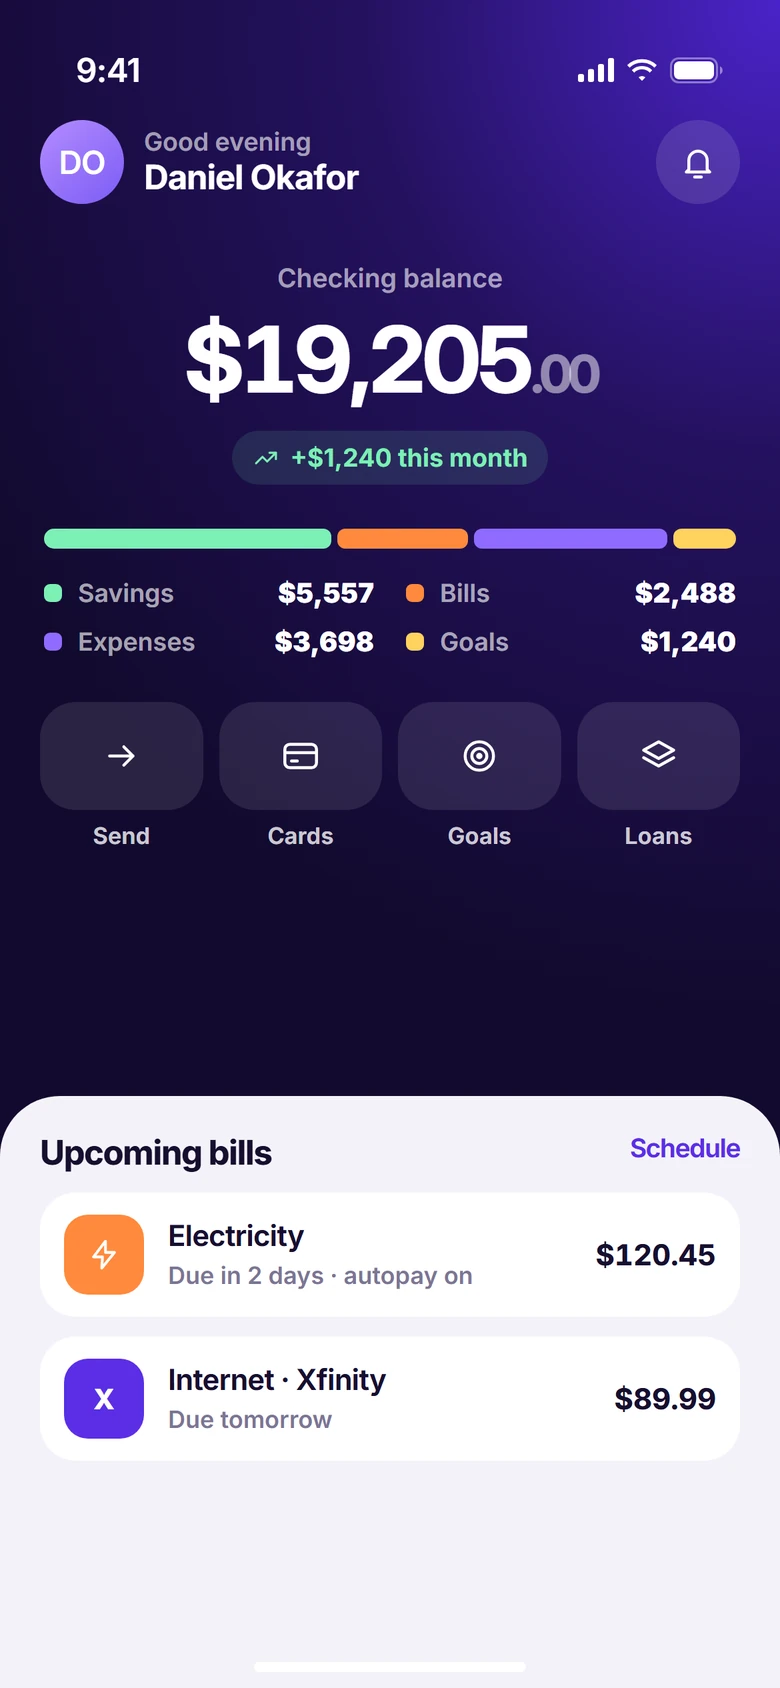 9:41
DO
Good evening
Daniel Okafor
Checking balance
$19,205.00
+$1,240 this month
Savings $5,557 Bills $2,488
Expenses $3,698 Goals $1,240
Send Cards Goals Loans
Upcoming bills Schedule
Electricity
Due in 2 days · autopay on
$120.45
X
Internet · Xfinity
Due tomorrow
$89.99